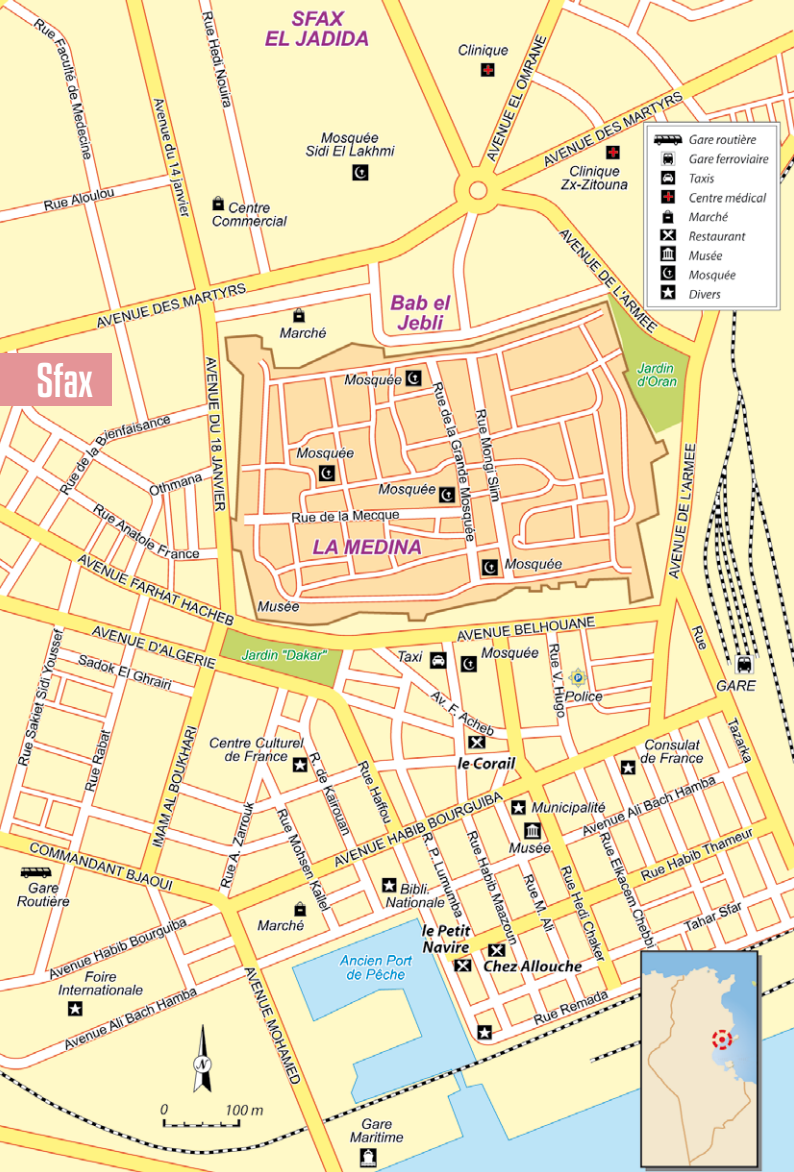 SFAX
EL JADIDA
Clinique
Rue Faculté de Medecine
Rue Hedi Nouira
AVENUE EL OMRANE
AVENUE DES MARTYRS
Avenue du 14 janvier
Mosquée
Sidi El Lakhmi
Clinique
Zx-Zitouna
Gare routière
Gare ferroviaire
Taxis
Centre médical
Marché
Restaurant
Musée
Mosquée
Divers
Rue Aloulou
Centre
Commercial
AVENUE DE L'ARMEE
AVENUE DES MARTYRS
Bab el
Jebli
Marché
Sfax
Jardin
d'Oran
Mosquée
AVENUE DU 18 JANVIER
Rue de la Grande Mosquée
Rue Mongi Slim
Rue de la Bienfaisance
Mosquée
Othmana
Mosquée
AVENUE DE L'ARMEE
Rue de la Mecque
Rue Anatole France
LA MEDINA
Mosquée
AVENUE FARHAT HACHEB
Musée
AVENUE D'ALGERIE
AVENUE BELHOUANE
Rue
Tazarka
Jardin "Dakar"
Taxi
Mosquée
Rue V. Hugo
Police
GARE
Sadok El Ghrairi
Rue Sakiet Sidi Youssef
Rue Rabat
IMAM AL BOUKHARI
Av. F. Acheb
Centre Culturel
de France
R. de Kairouan
Rue Haffou
le Corail
Consulat
de France
Avenue Ali Bach Hamba
AVENUE HABIB BOURGUIBA
Municipalité
Musée
Rue A. Zarrouk
Rue Mohsen Kallel
R. P. Lumumba
Rue Habib Maazoun
Rue M. Ali
Rue Hedi Chaker
Rue Elkacem Chebbi
Rue Habib Thameur
COMMANDANT BJAOUI
Gare
Routière
Bibli.
Nationale
Marché
Tahar Sfar
Avenue Habib Bourguiba
le Petit
Navire
Chez Allouche
Ancien Port
de Pêche
Foire
Internationale
Avenue Ali Bach Hamba
AVENUE MOHAMED
Rue Remada
N
0 100 m
Gare
Maritime